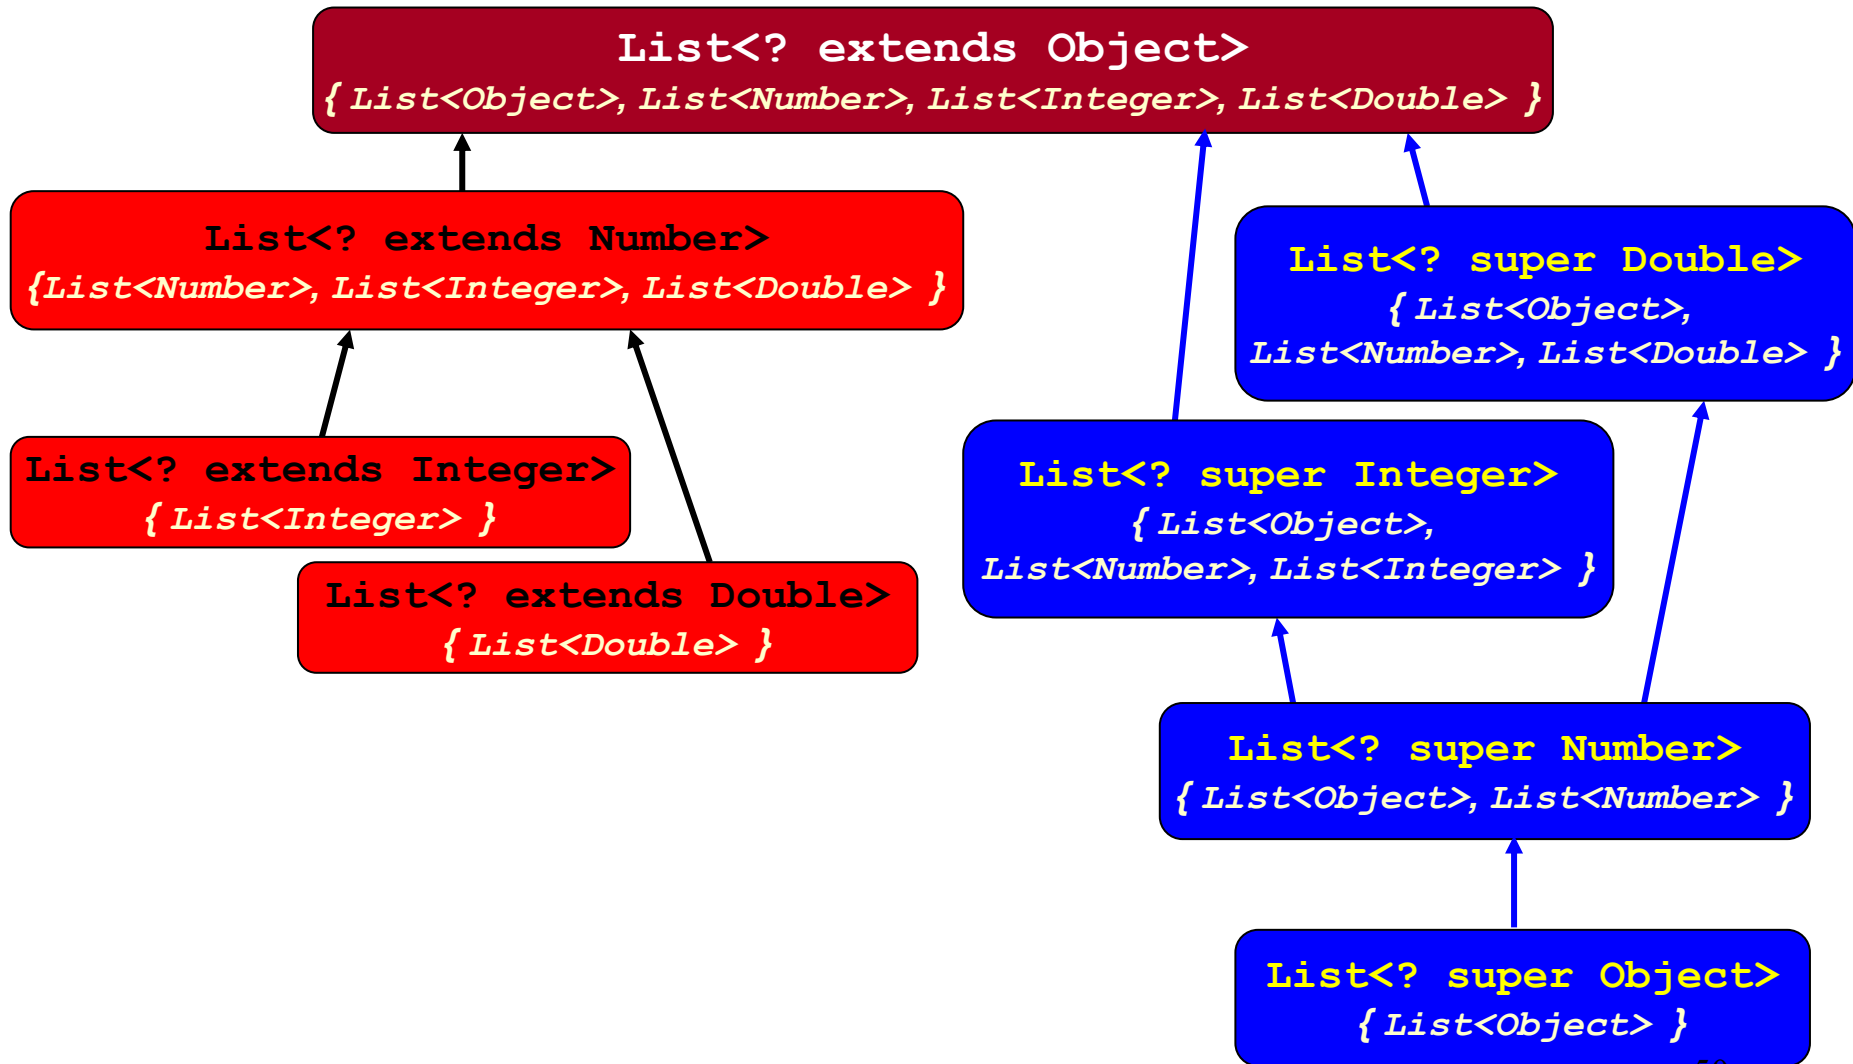 List<? extends Object>
{ List<Object>, List<Number>, List<Integer>, List<Double> }
List<? extends Number>
{List<Number>, List<Integer>, List<Double> }
List<? super Double>
{ List<Object>,
List<Number>, List<Double> }
List<? extends Integer>
{ List<Integer> }
List<? super Integer>
{ List<Object>,
List<Number>, List<Integer> }
List<? extends Double>
{ List<Double> }
List<? super Number>
{ List<Object>, List<Number> }
List<? super Object>
{ List<Object> }